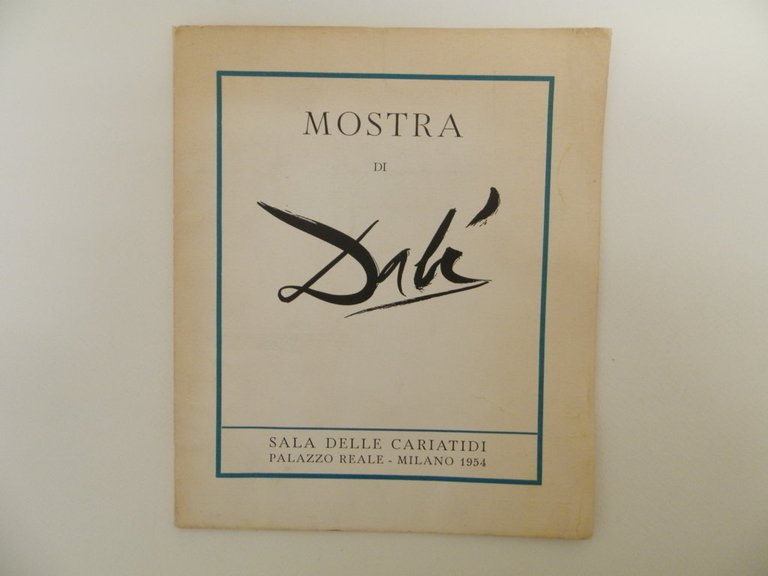 MOSTRA
DI
Dalí
SALA DELLE CARIATIDI
PALAZZO REALE - MILANO 1954